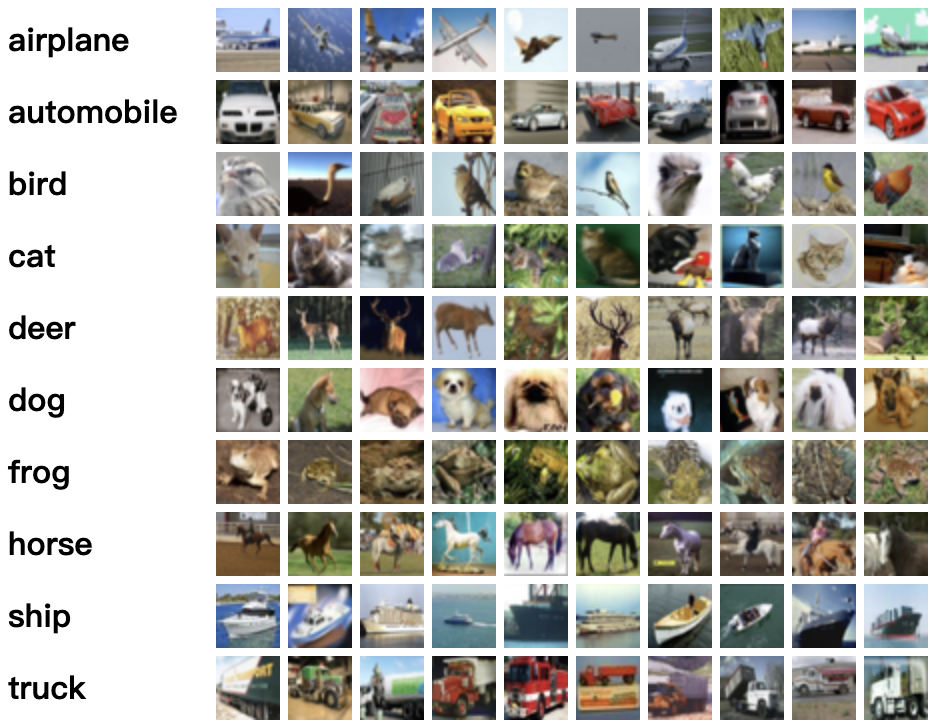 airplane
automobile
bird
cat
deer
dog
frog
horse
ship
truck